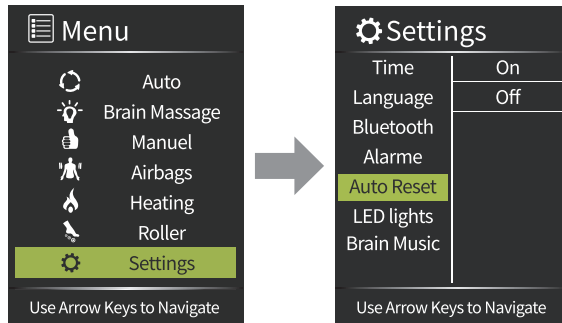 Menu
Auto
Brain Massage
Manuel
Airbags
Heating
Roller
Settings
Use Arrow Keys to Navigate
Settings
Time
Language
Bluetooth
Alarme
Auto Reset
LED lights
Brain Music
On
Off
Use Arrow Keys to Navigate